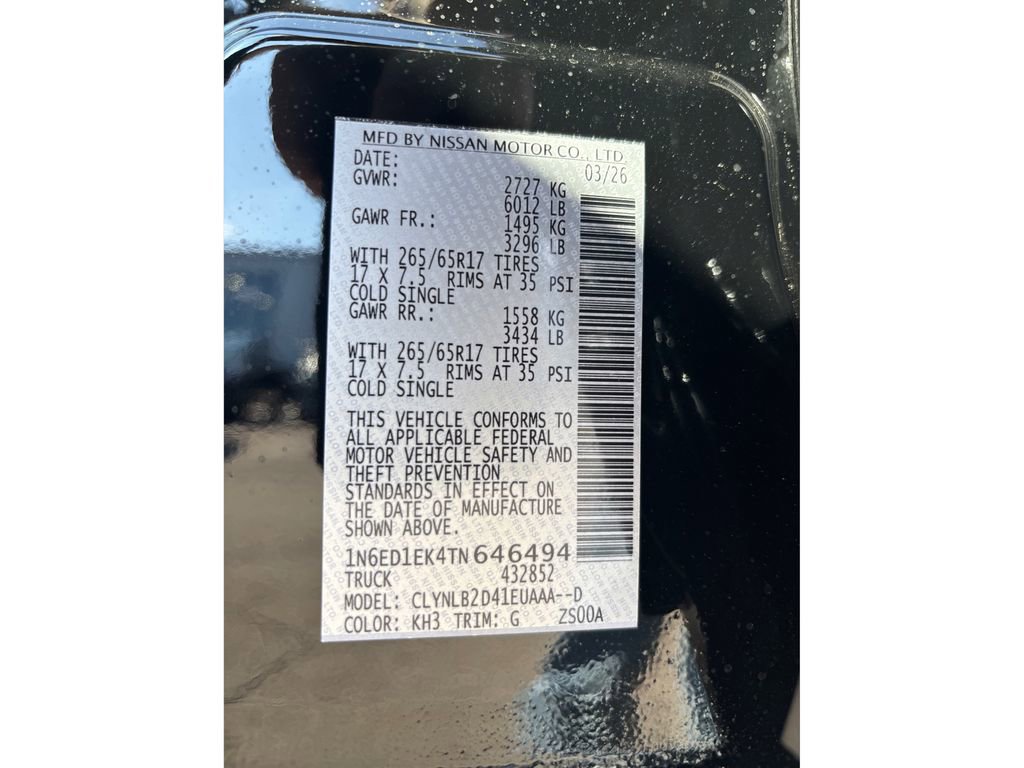 MFD BY NISSAN MOTOR CO., LTD.
DATE: 03/26
GVWR: 2727 KG
6012 LB
GAWR FR.: 1495 KG
3296 LB
WITH 265/65R17 TIRES
17 X 7.5 RIMS AT 35 PSI
COLD SINGLE
GAWR RR.: 1558 KG
3434 LB
WITH 265/65R17 TIRES
17 X 7.5 RIMS AT 35 PSI
COLD SINGLE
THIS VEHICLE CONFORMS TO
ALL APPLICABLE FEDERAL
MOTOR VEHICLE SAFETY AND
THEFT PREVENTION
STANDARDS IN EFFECT ON
THE DATE OF MANUFACTURE
SHOWN ABOVE.
1N6ED1EK4TN646494
TRUCK 432852
MODEL: CLYNLB2D41EUAAA--D
COLOR: KH3 TRIM: G ZS00A